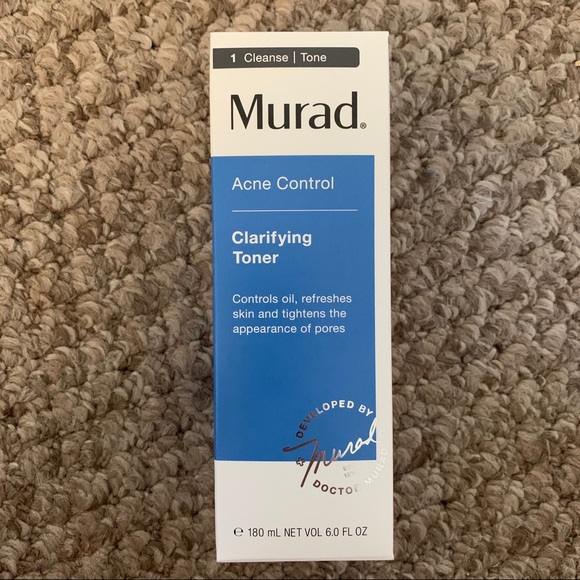 1 Cleanse | Tone
Murad®
Acne Control
Clarifying
Toner
Controls oil, refreshes
skin and tightens the
appearance of pores
DEVELOPED BY
Murad
DOCTOR MURAD
℮ 180 mL NET VOL 6.0 FL OZ